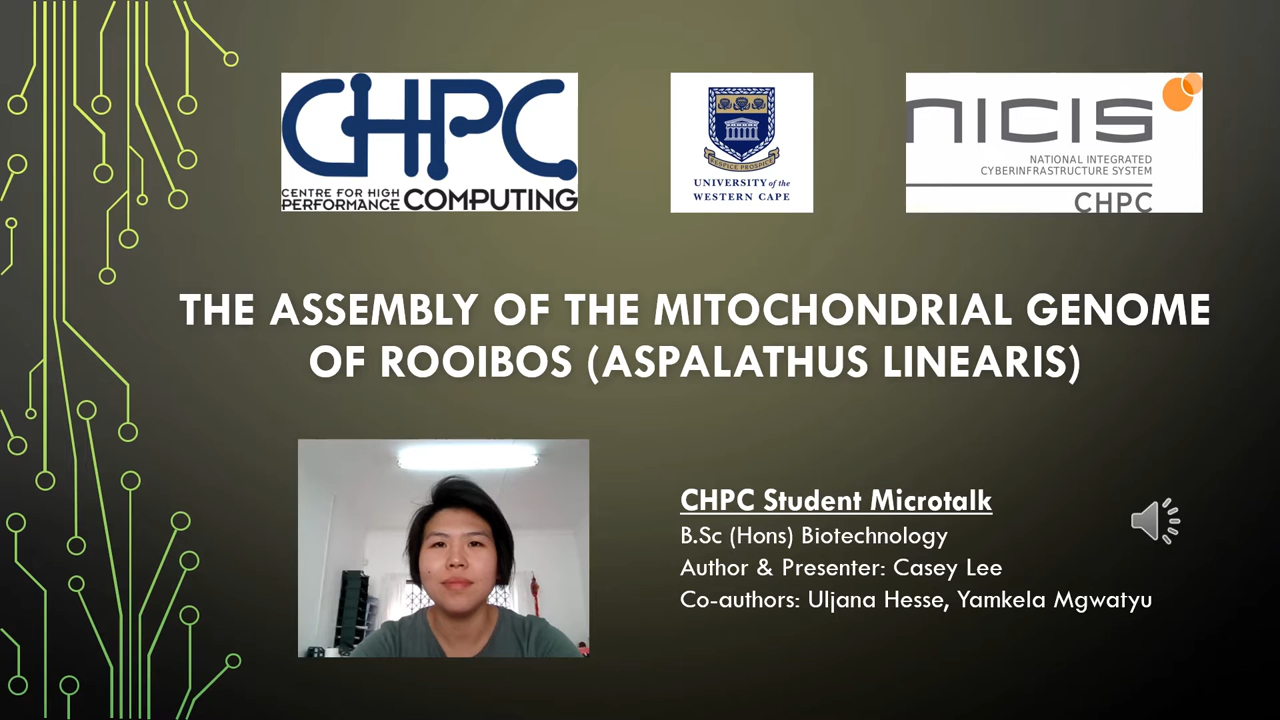 CHPC
CENTRE FOR HIGH
PERFORMANCE COMPUTING
RESPICE PROSPICE
UNIVERSITY of the
WESTERN CAPE
NICIS
NATIONAL INTEGRATED
CYBERINFRASTRUCTURE SYSTEM
CHPC
THE ASSEMBLY OF THE MITOCHONDRIAL GENOME
OF ROOIBOS (ASPALATHUS LINEARIS)
CHPC Student Microtalk
B.Sc (Hons) Biotechnology
Author & Presenter: Casey Lee
Co-authors: Uljana Hesse, Yamkela Mgwatyu